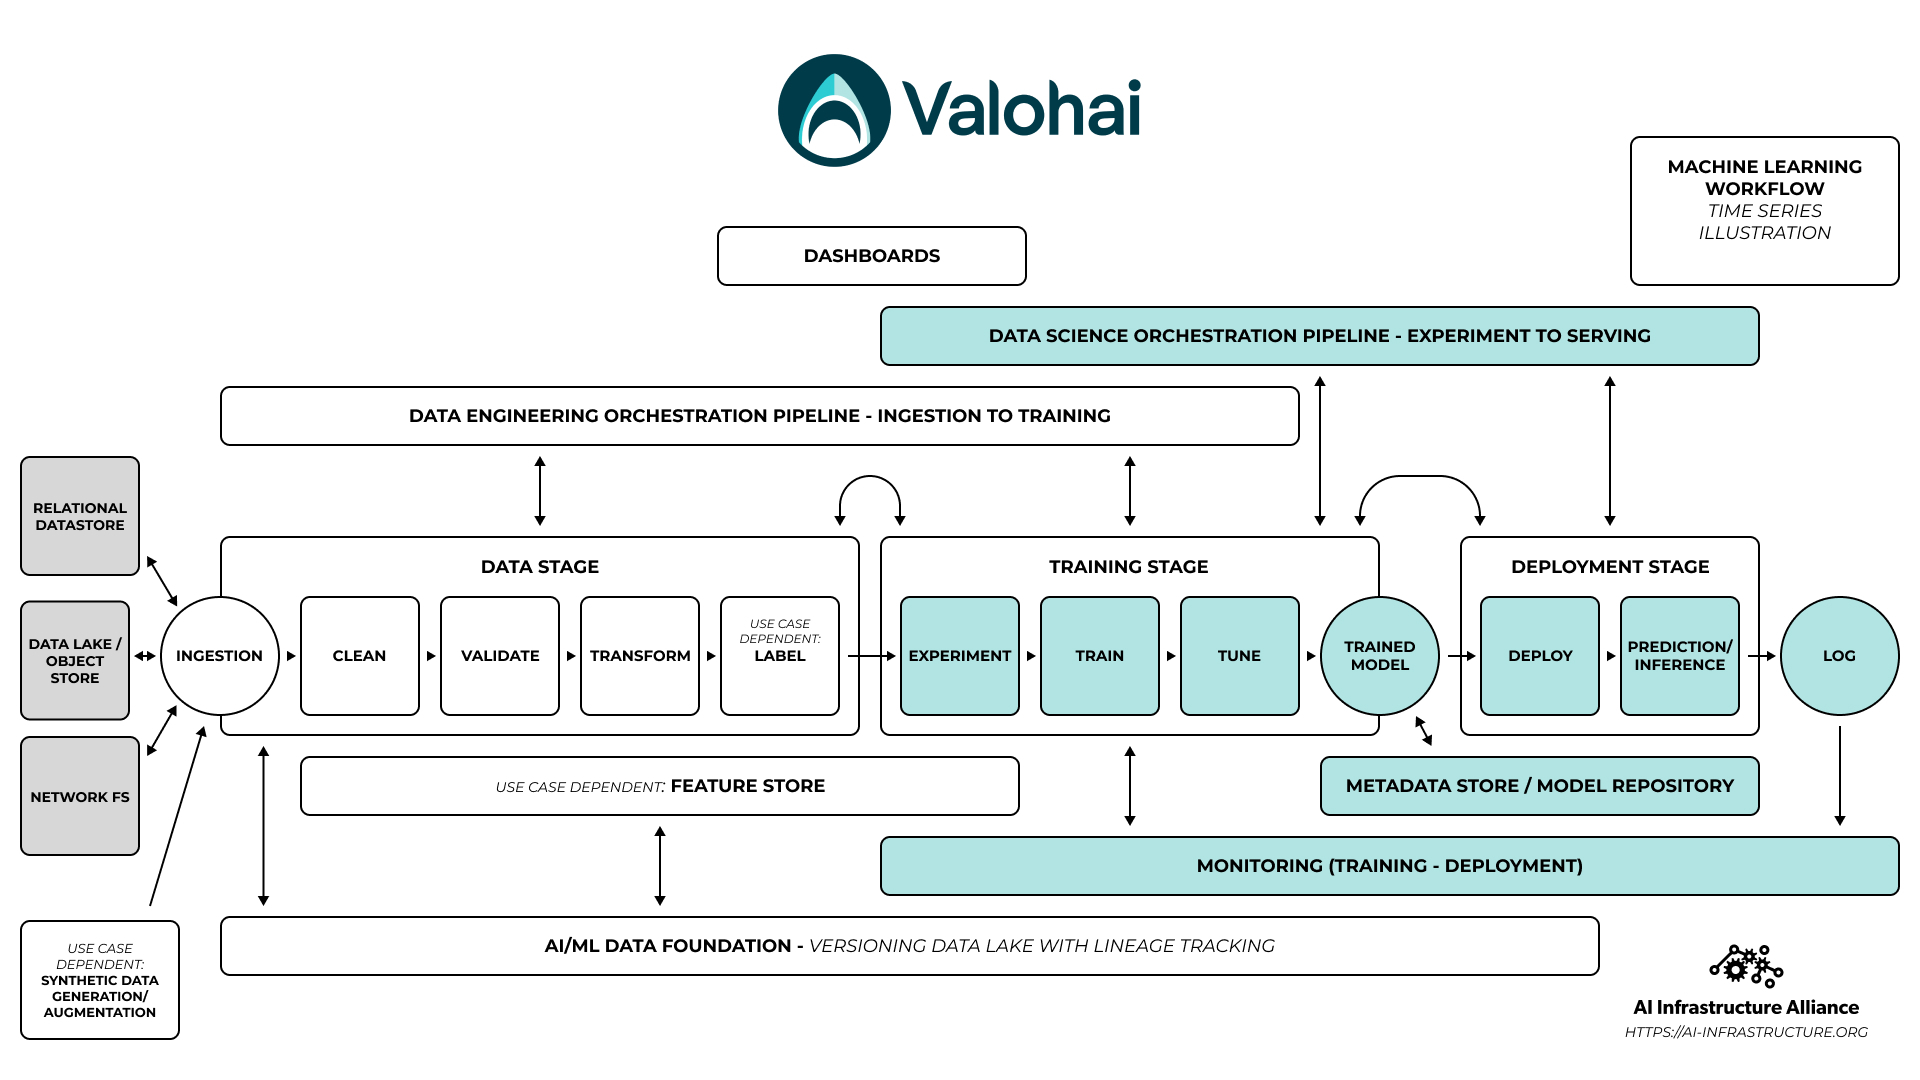 Valohai
MACHINE LEARNING
WORKFLOW
TIME SERIES
ILLUSTRATION
DASHBOARDS
DATA SCIENCE ORCHESTRATION PIPELINE - EXPERIMENT TO SERVING
DATA ENGINEERING ORCHESTRATION PIPELINE - INGESTION TO TRAINING
RELATIONAL
DATASTORE
DATA LAKE /
OBJECT
STORE
NETWORK FS
INGESTION
DATA STAGE
CLEAN
VALIDATE
TRANSFORM
USE CASE
DEPENDENT:
LABEL
TRAINING STAGE
EXPERIMENT
TRAIN
TUNE
TRAINED
MODEL
DEPLOYMENT STAGE
DEPLOY
PREDICTION/
INFERENCE
LOG
USE CASE DEPENDENT: FEATURE STORE
METADATA STORE / MODEL REPOSITORY
MONITORING (TRAINING - DEPLOYMENT)
AI/ML DATA FOUNDATION - VERSIONING DATA LAKE WITH LINEAGE TRACKING
USE CASE
DEPENDENT:
SYNTHETIC DATA
GENERATION/
AUGMENTATION
AI Infrastructure Alliance
HTTPS://AI-INFRASTRUCTURE.ORG